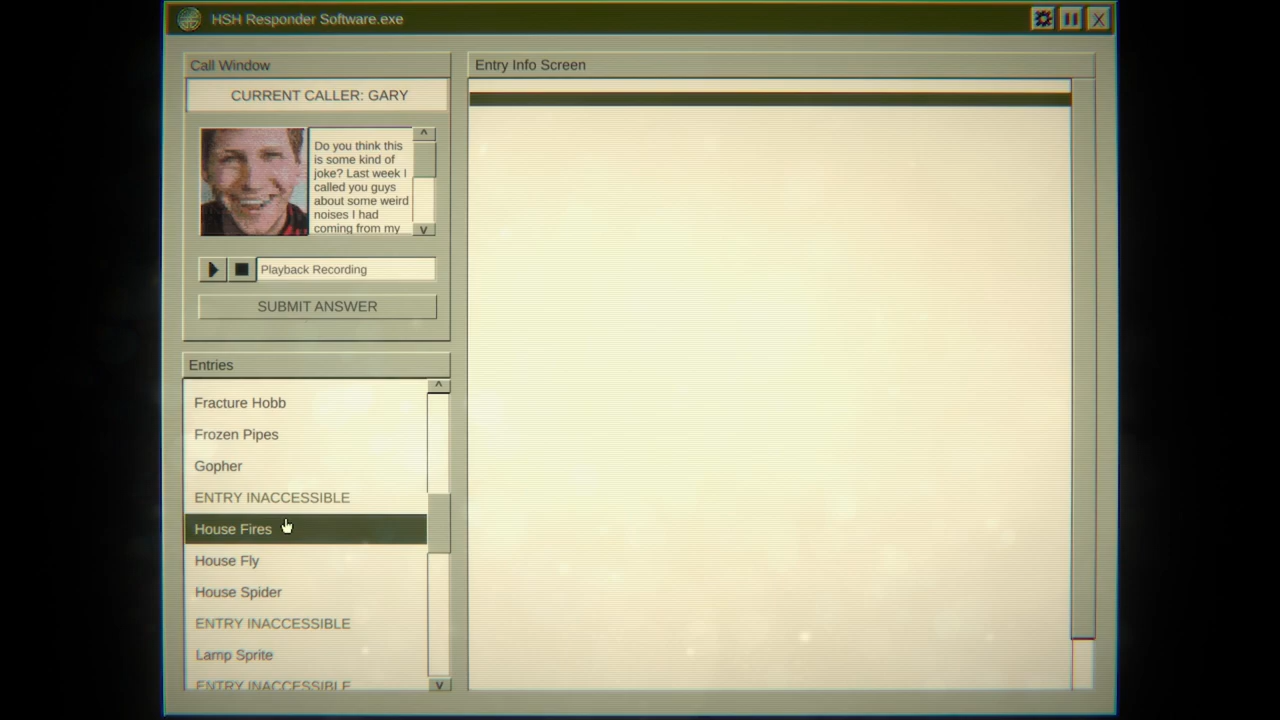 HSH Responder Software.exe
Call Window
CURRENT CALLER: GARY
Do you think this
is some kind of
joke? Last week I
called you guys
about some weird
noises I had
coming from my
Playback Recording
SUBMIT ANSWER
Entries
Fracture Hobb
Frozen Pipes
Gopher
ENTRY INACCESSIBLE
House Fires
House Fly
House Spider
ENTRY INACCESSIBLE
Lamp Sprite
ENTRY INACCESSIBLE
Entry Info Screen